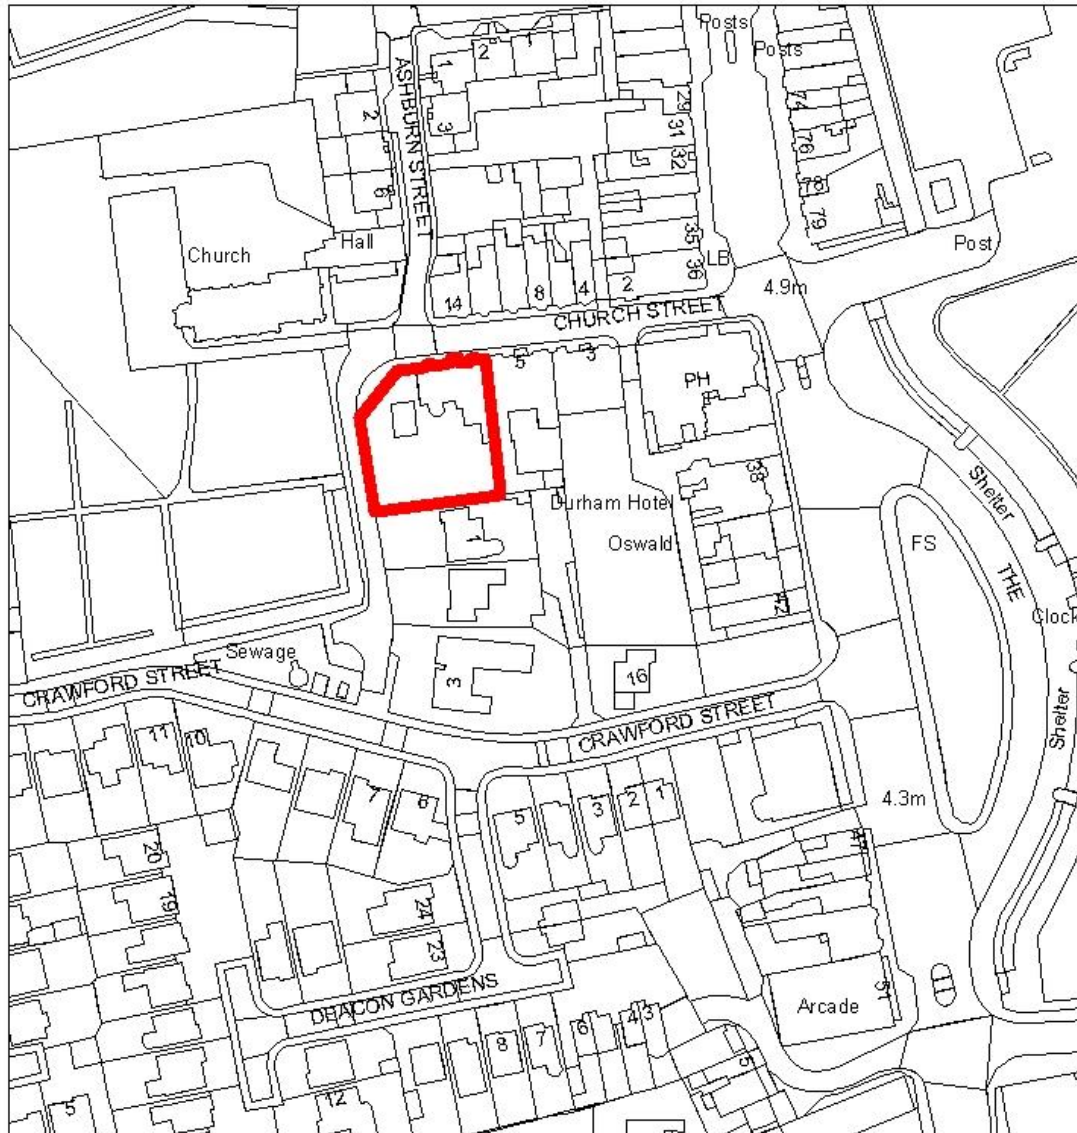 Posts
Posts
2
1
1
ASHBURN STREET
2
3
29
74
31
76
32
6
78
79
Church
Hall
35
LB
Post
36
14
8
4
2
4.9m
CHURCH STREET
5
3
PH
38
Shelter
Durham Hotel
1
Oswald
FS
THE
42
Clock
Sewage
16
3
CRAWFORD STREET
Shelter
CRAWFORD STREET
11
10
7
6
5
3
2
1
4.3m
47
20
19
24
23
DEACON GARDENS
51
Arcade
8
7
6
4
3
5
5
12